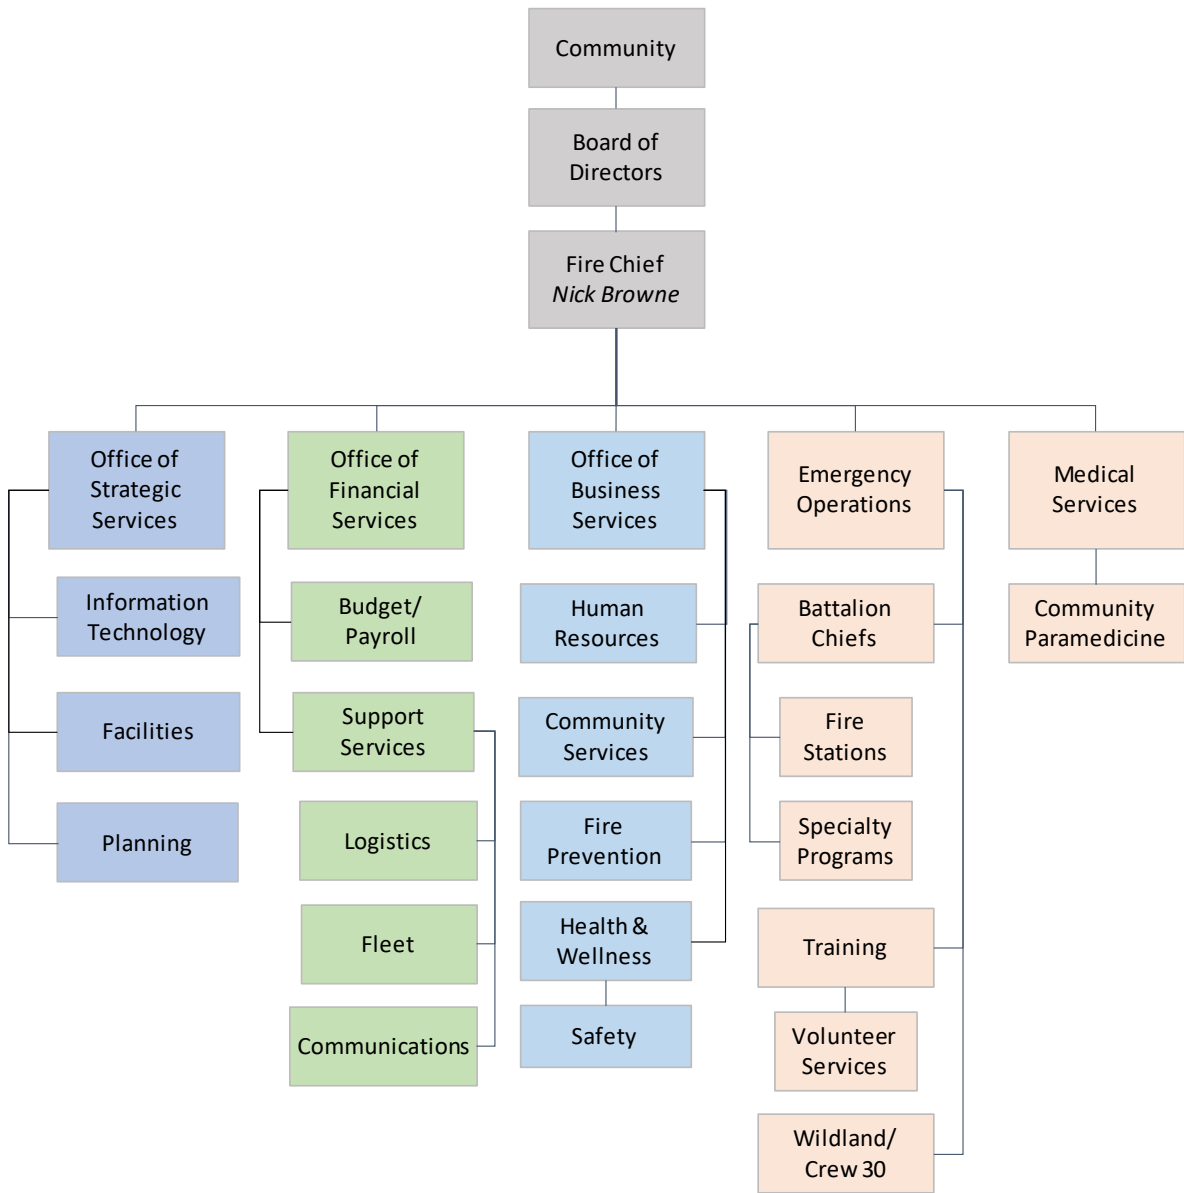 Community
Board of
Directors
Fire Chief
Nick Browne
Office of
Strategic
Services
Information
Technology
Facilities
Planning
Office of
Financial
Services
Budget/
Payroll
Support
Services
Logistics
Fleet
Communications
Office of
Business
Services
Human
Resources
Community
Services
Fire
Prevention
Health &
Wellness
Safety
Emergency
Operations
Battalion
Chiefs
Fire
Stations
Specialty
Programs
Training
Volunteer
Services
Wildland/
Crew 30
Medical
Services
Community
Paramedicine